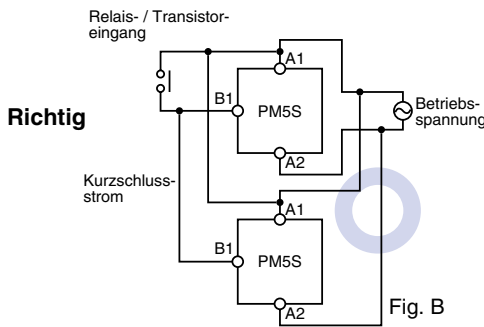 Relais- / Transistor-
eingang
A1
B1
PM5S
Richtig
Betriebs-
spannung
A2
Kurzschluss-
strom
A1
B1
PM5S
A2
Fig. B